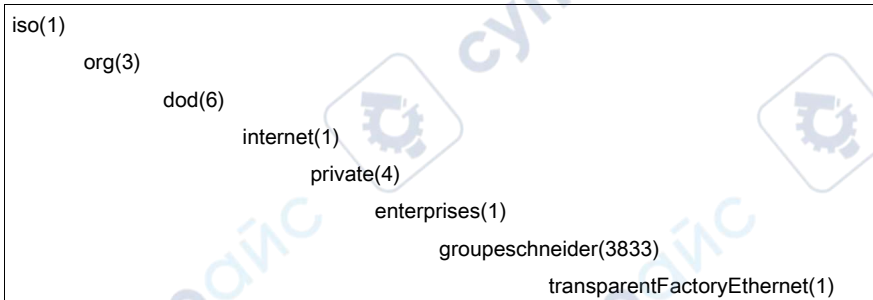 iso(1)
org(3)
dod(6)
internet(1)
private(4)
enterprises(1)
groupeschneider(3833)
transparentFactoryEthernet(1)